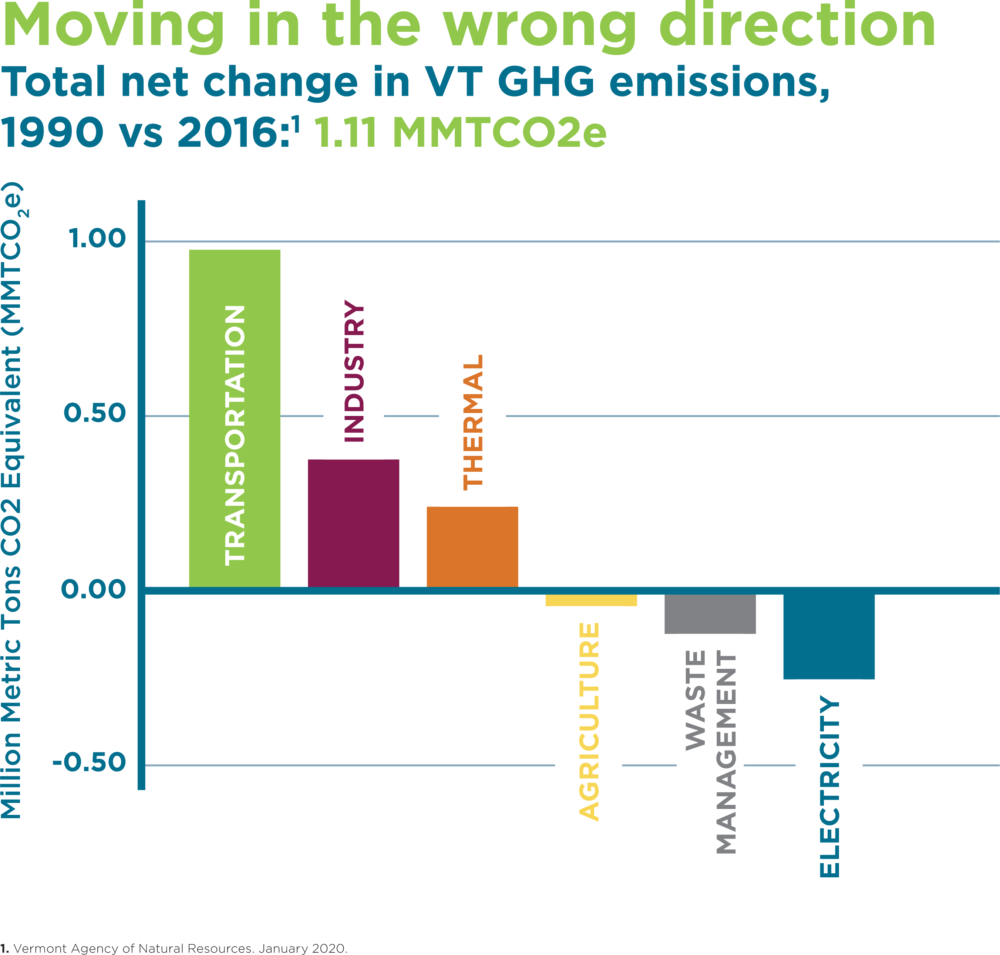 Moving in the wrong direction
Total net change in VT GHG emissions,
1990 vs 2016:¹ 1.11 MMTCO2e
Million Metric Tons CO2 Equivalent (MMTCO₂e)
1.00
0.50
0.00
-0.50
TRANSPORTATION
INDUSTRY
THERMAL
AGRICULTURE
WASTE
MANAGEMENT
ELECTRICITY
1. Vermont Agency of Natural Resources. January 2020.